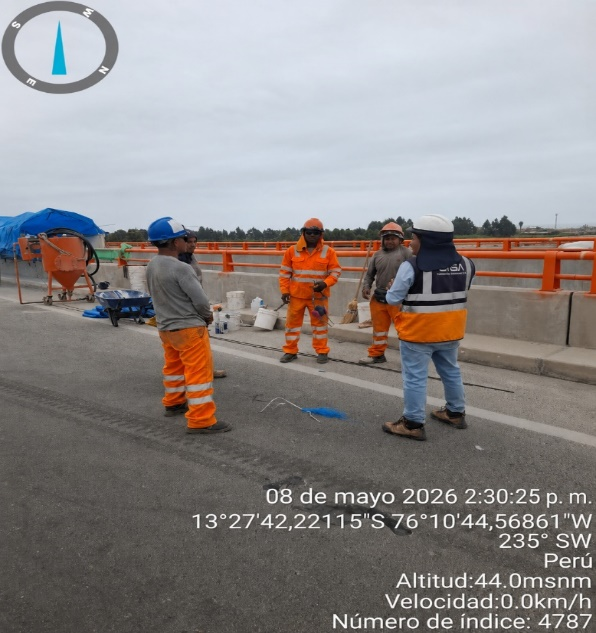 S
W
E
N
08 de mayo 2026 2:30:25 p. m.
13°27'42,22115"S 76°10'44,56861"W
235° SW
Perú
Altitud:44.0msnm
Velocidad:0.0km/h
Número de índice: 4787